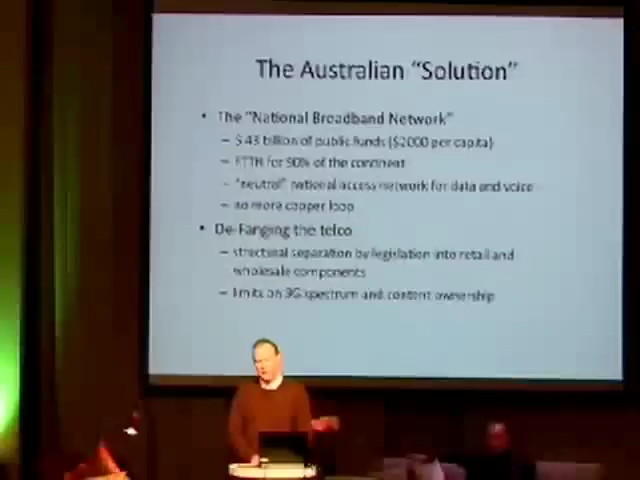 The Australian “Solution”
• The “National Broadband Network”
– $ 43 billion of public funds ($2000 per capita)
– FTTH for 90% of the continent
– “neutral” national access network for data and voice
– no more copper loop
• De-Fanging the telco
– structural separation by legislation into retail and
wholesale components
– limits on 3G spectrum and content ownership